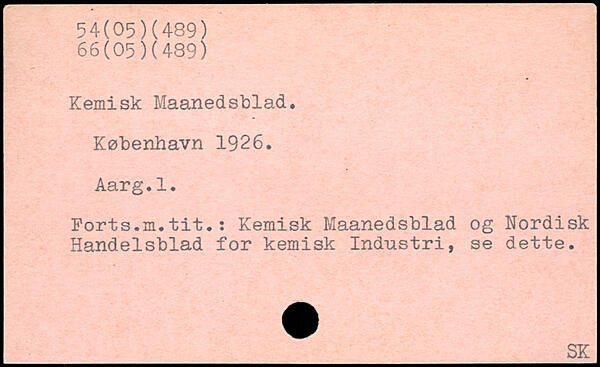 54(05)(489)
66(05)(489)
Kemisk Maanedsblad.
København 1926.
Aarg.1.
Forts.m.tit.: Kemisk Maanedsblad og Nordisk
Handelsblad for kemisk Industri, se dette.
SK